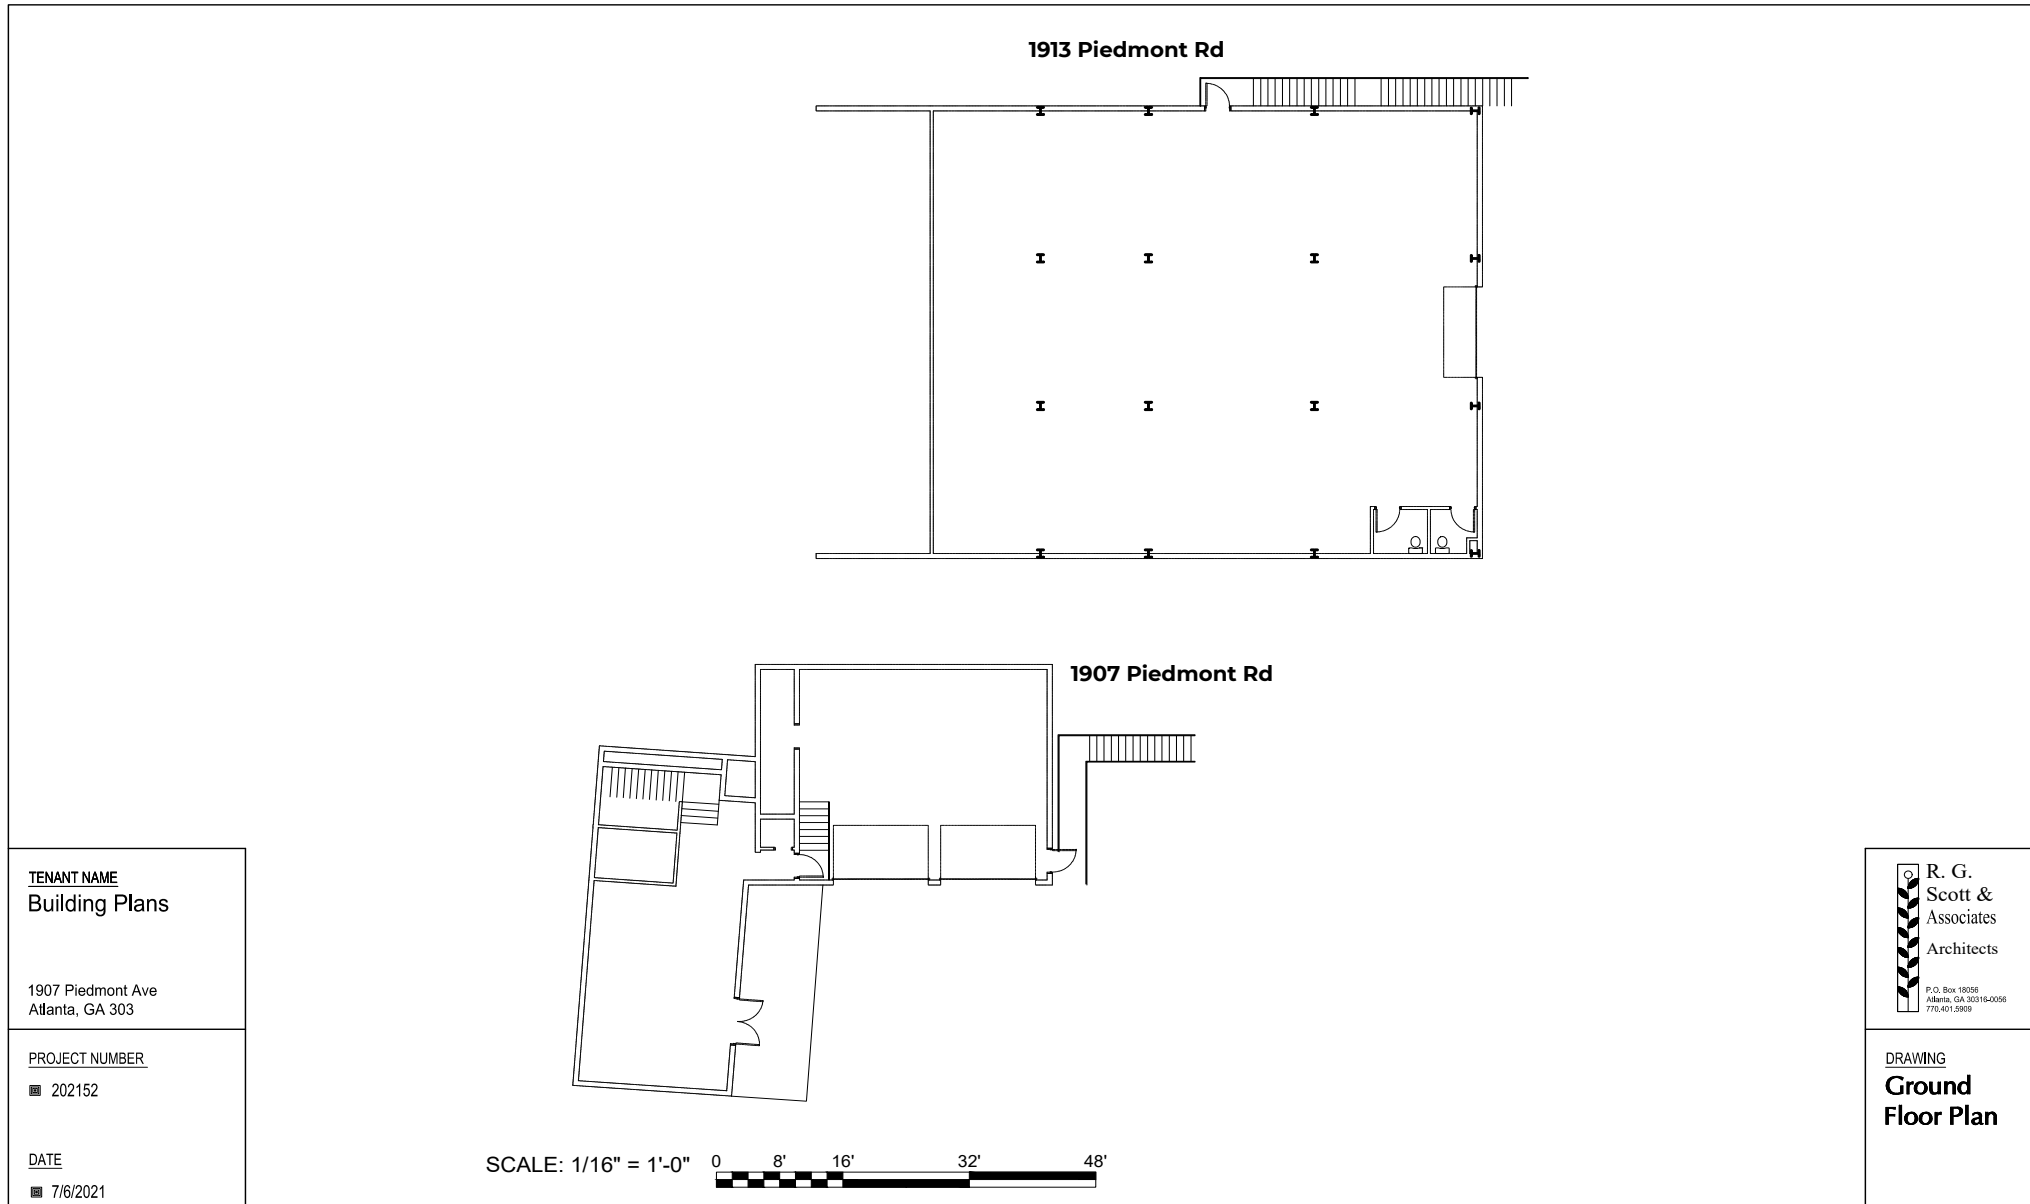 1913 Piedmont Rd
1907 Piedmont Rd
TENANT NAME
Building Plans
1907 Piedmont Ave
Atlanta, GA 303
PROJECT NUMBER
202152
DATE
7/6/2021
SCALE: 1/16" = 1'-0"
0 8' 16' 32' 48'
R. G.
Scott &
Associates
Architects
P.O. Box 18056
Atlanta, GA 30316-0056
770.401.5909
DRAWING
Ground
Floor Plan